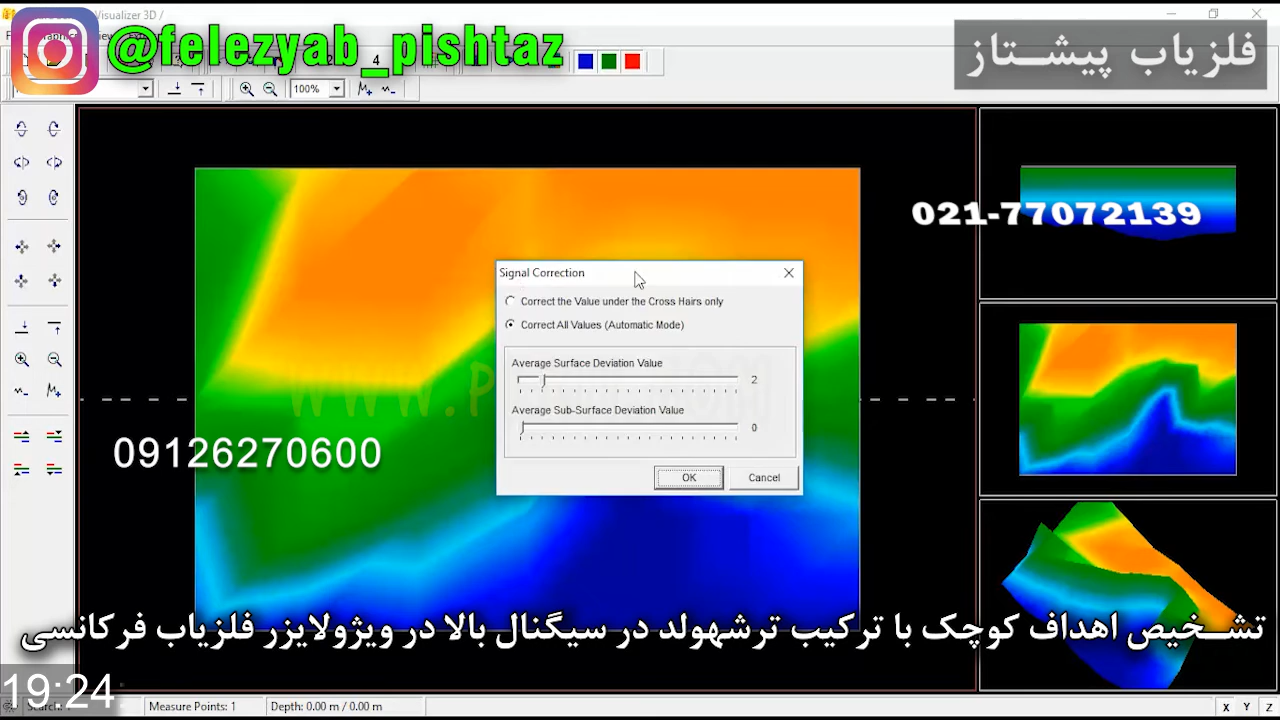 Visualizer 3D /
@felezyab_pishtaz
فلزیاب پیشـتاز
100%
021-77072139
Signal Correction
Correct the Value under the Cross Hairs only
Correct All Values (Automatic Mode)
Average Surface Deviation Value
2
Average Sub-Surface Deviation Value
0
OK Cancel
09126270600
تشـخیص اهداف کوچک با ترکیب ترشهولد در سیگنال بالا در ویژولایزر فلزیاب فرکانسی
19:24
Measure Points: 1 Depth: 0.00 m / 0.00 m X Y Z